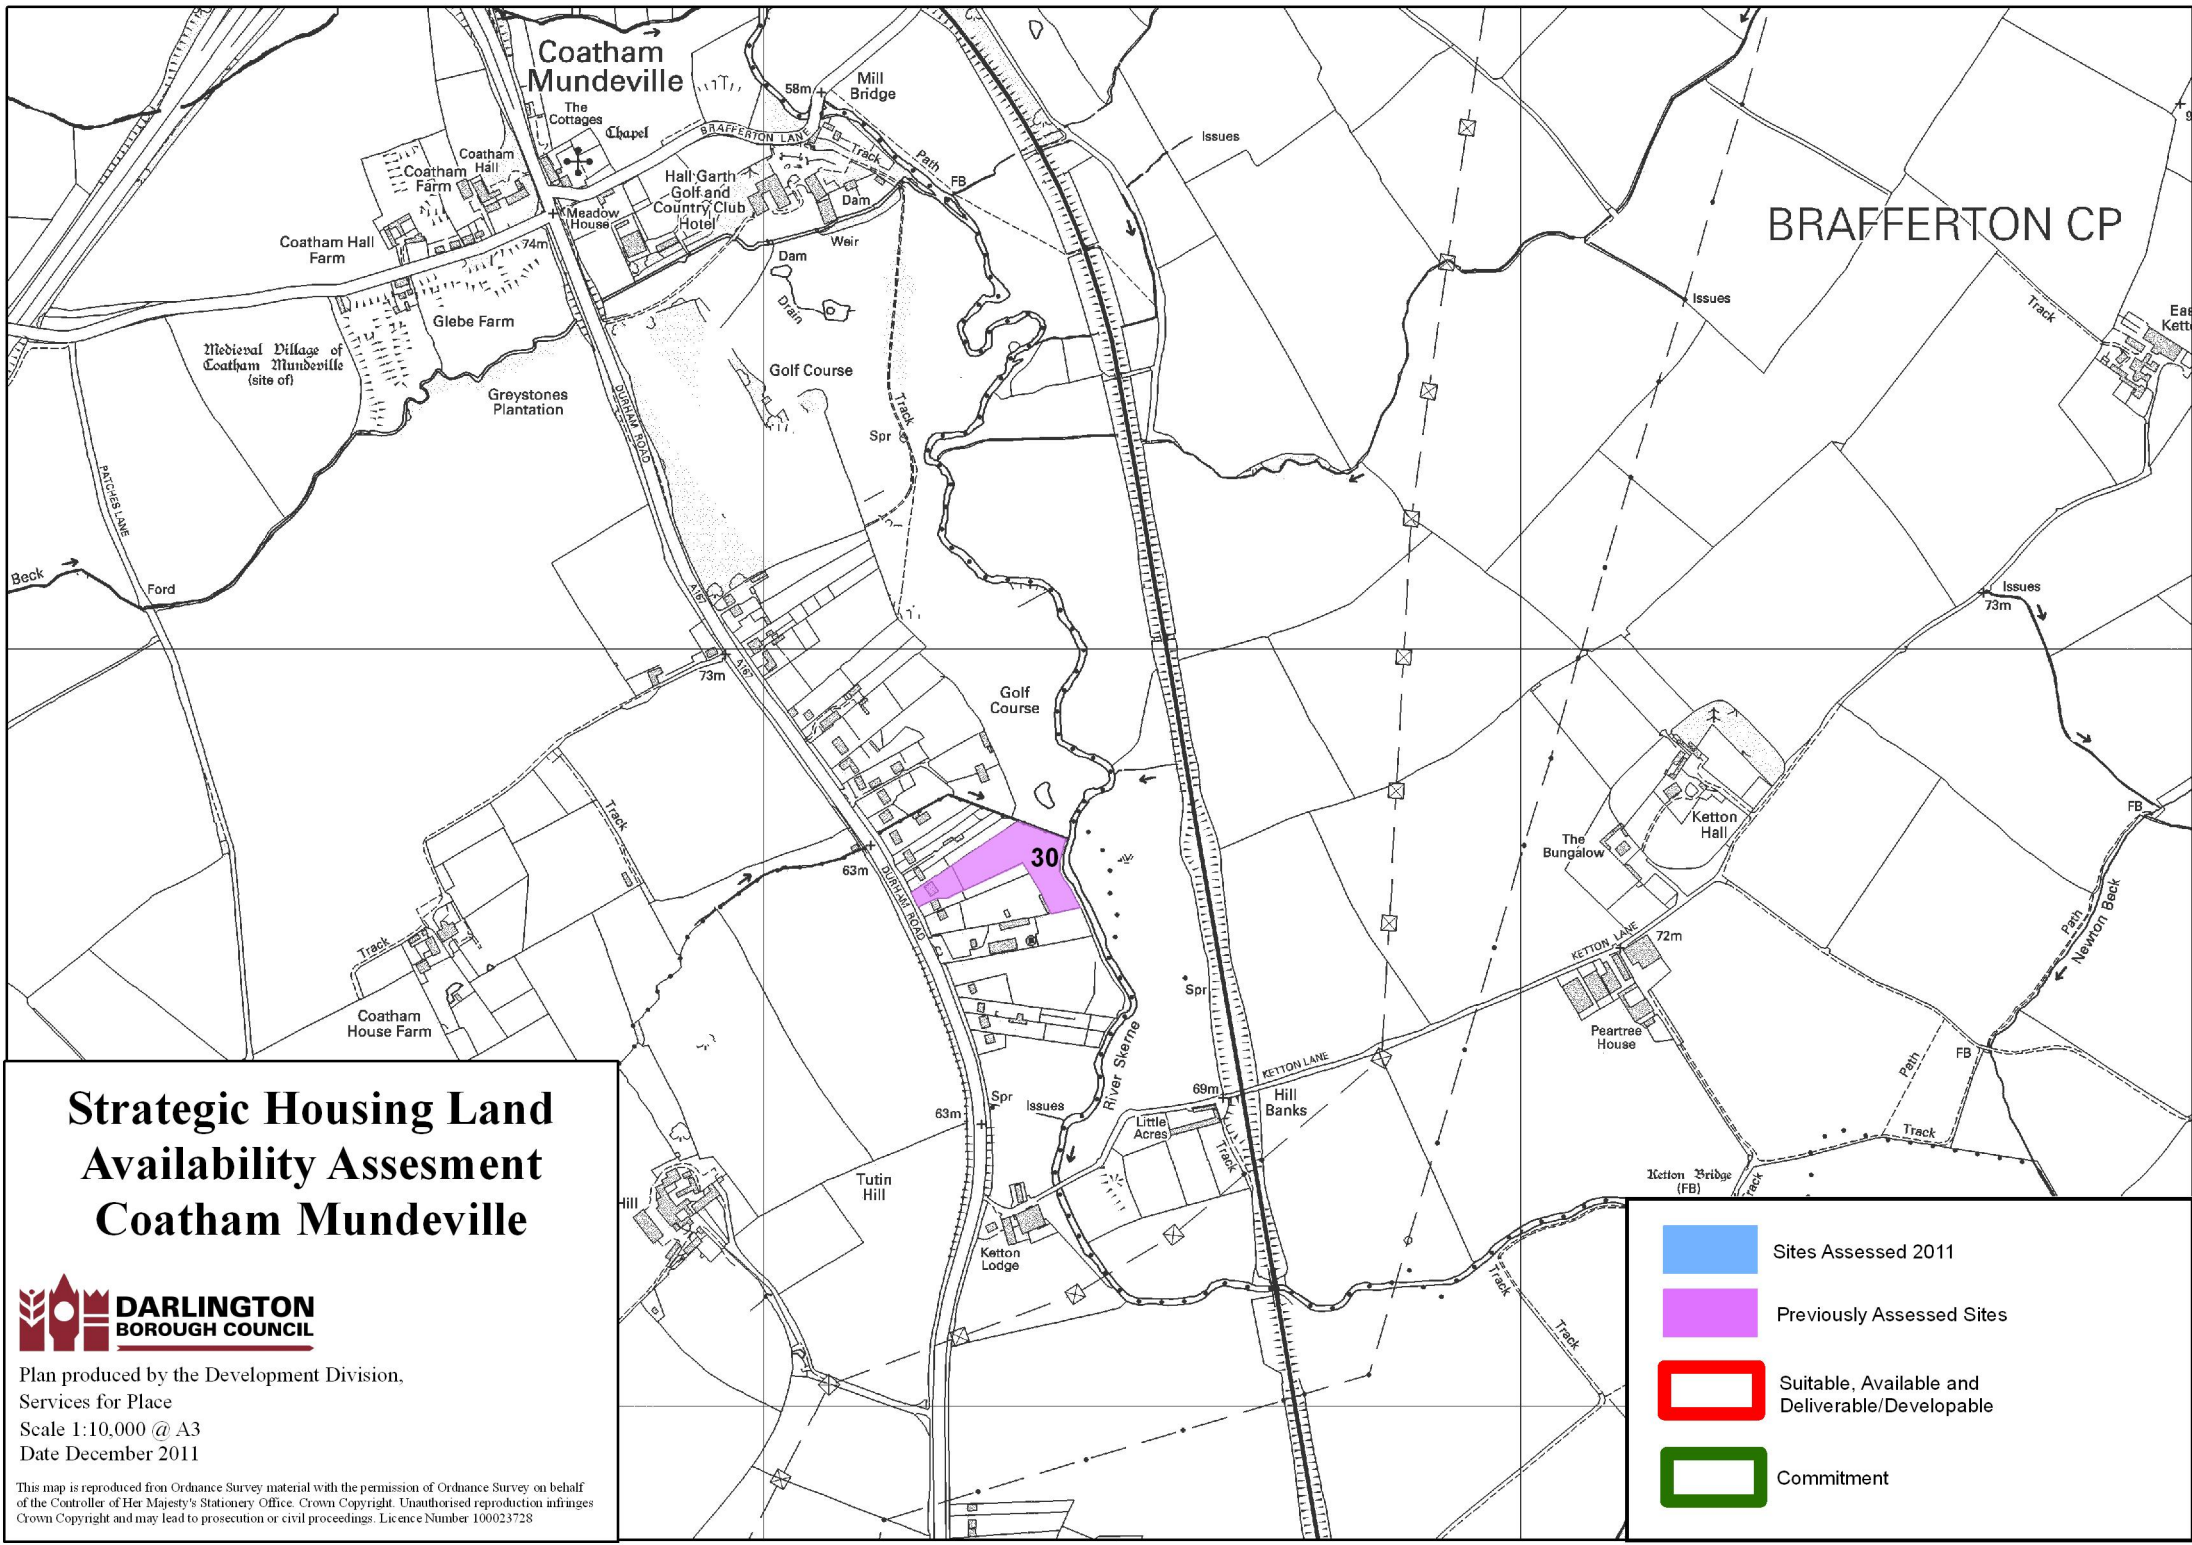 Coatham
Mundeville
The
Cottages
Chapel
58m
Mill
Bridge
BRAFFERTON LANE
Track
Path
FB
Issues
Coatham
Hall
Coatham
Farm
Hall Garth
Golf and
Country Club
Hotel
Dam
Meadow
House
Weir
74m
Coatham Hall
Farm
Dam
Drain
BRAFFERTON CP
Issues
Track
Glebe Farm
Medieval Village of
Coatham Mundeville
(site of)
Greystones
Plantation
Golf Course
DURHAM ROAD
Track
Spr
PATCHES LANE
Beck
Ford
A167
Issues
73m
73m
A167
Golf
Course
Track
63m
DURHAM ROAD
30
The
Bungalow
Ketton
Hall
FB
Path
Newton Beck
KETTON LANE
72m
Track
Coatham
House Farm
Spr
Peartree
House
Path
FB
River Skerne
KETTON LANE
69m
Hill
Banks
Little
Acres
Track
63m
Spr
Issues
Track
Tutin
Hill
Ketton Bridge
(FB)
Hill
Ketton
Lodge
Track
Track
Strategic Housing Land
Availability Assesment
Coatham Mundeville
DARLINGTON
BOROUGH COUNCIL
Plan produced by the Development Division,
Services for Place
Scale 1:10,000 @ A3
Date December 2011
This map is reproduced fron Ordnance Survey material with the permission of Ordnance Survey on behalf
of the Controller of Her Majesty's Stationery Office. Crown Copyright. Unauthorised reproduction infringes
Crown Copyright and may lead to prosecution or civil proceedings. Licence Number 100023728
Sites Assessed 2011
Previously Assessed Sites
Suitable, Available and
Deliverable/Developable
Commitment